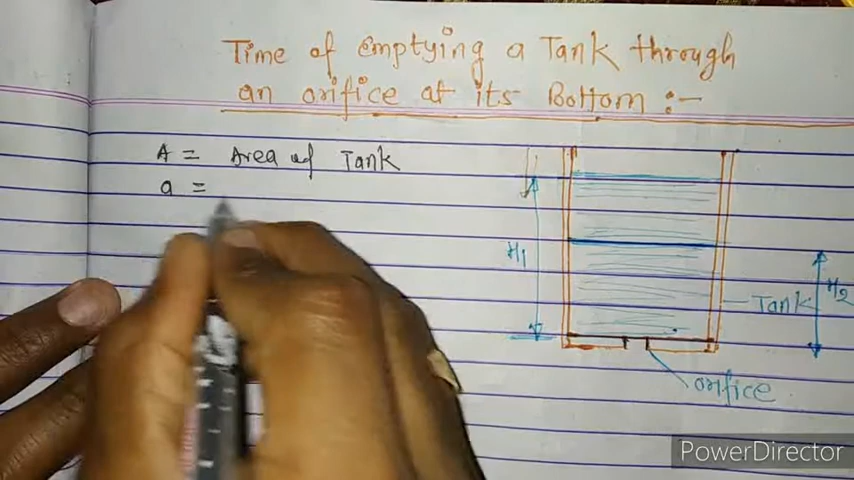 Time of Emptying a Tank through
an orifice at its Bottom :-
A = Area of Tank
a =
H1
H2
Tank
orifice
PowerDirector